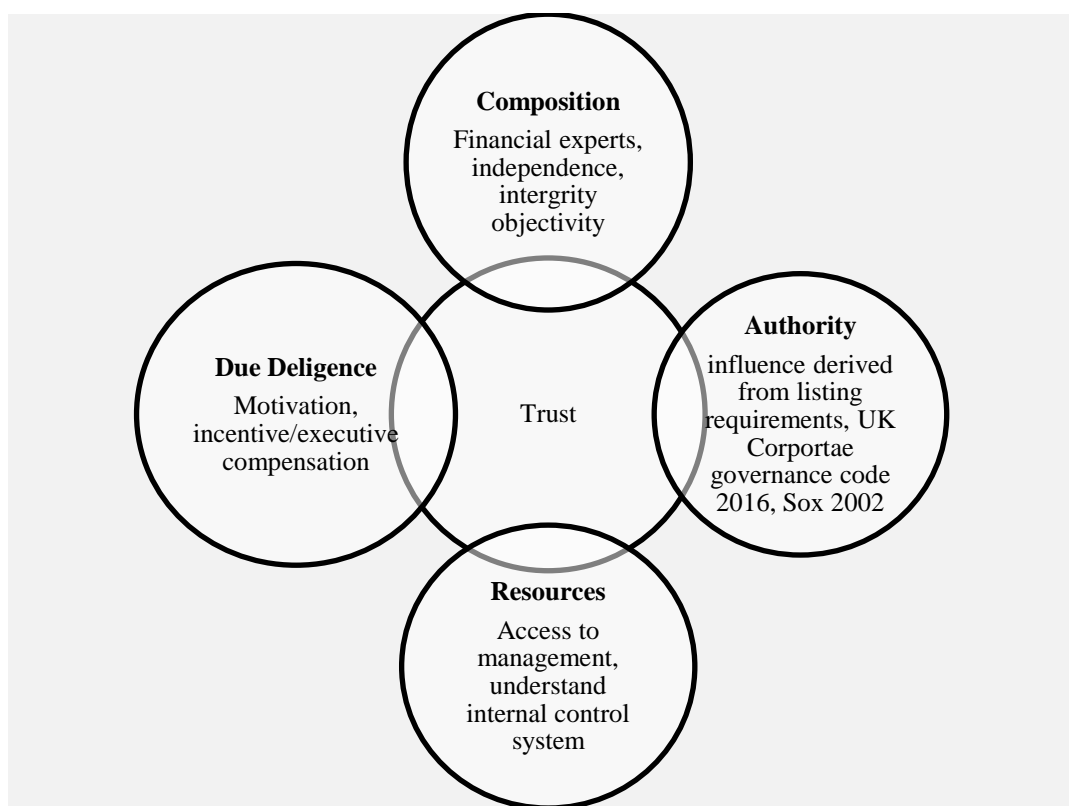 Composition
Financial experts,
independence,
intergrity
objectivity
Due Deligence
Motivation,
incentive/executive
compensation
Trust
Authority
influence derived
from listing
requirements, UK
Corportae
governance code
2016, Sox 2002
Resources
Access to
management,
understand
internal control
system